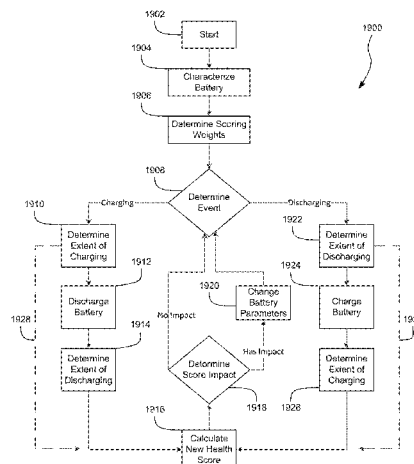 1902
Start
1900
1904
Characterize
Battery
1906
Determine Scoring
Weights
1908
Determine
Event
Charging
Discharging
1910
Determine
Extent of
Charging
1922
Determine
Extent of
Discharging
1912
Discharge
Battery
1920
Change
Battery
Parameters
1924
Charge
Battery
1928
No Impact
Has Impact
1914
Determine
Extent of
Discharging
Determine
Score Impact
1918
Determine
Extent of
Charging
1926
1916
Calculate
New Health
Score